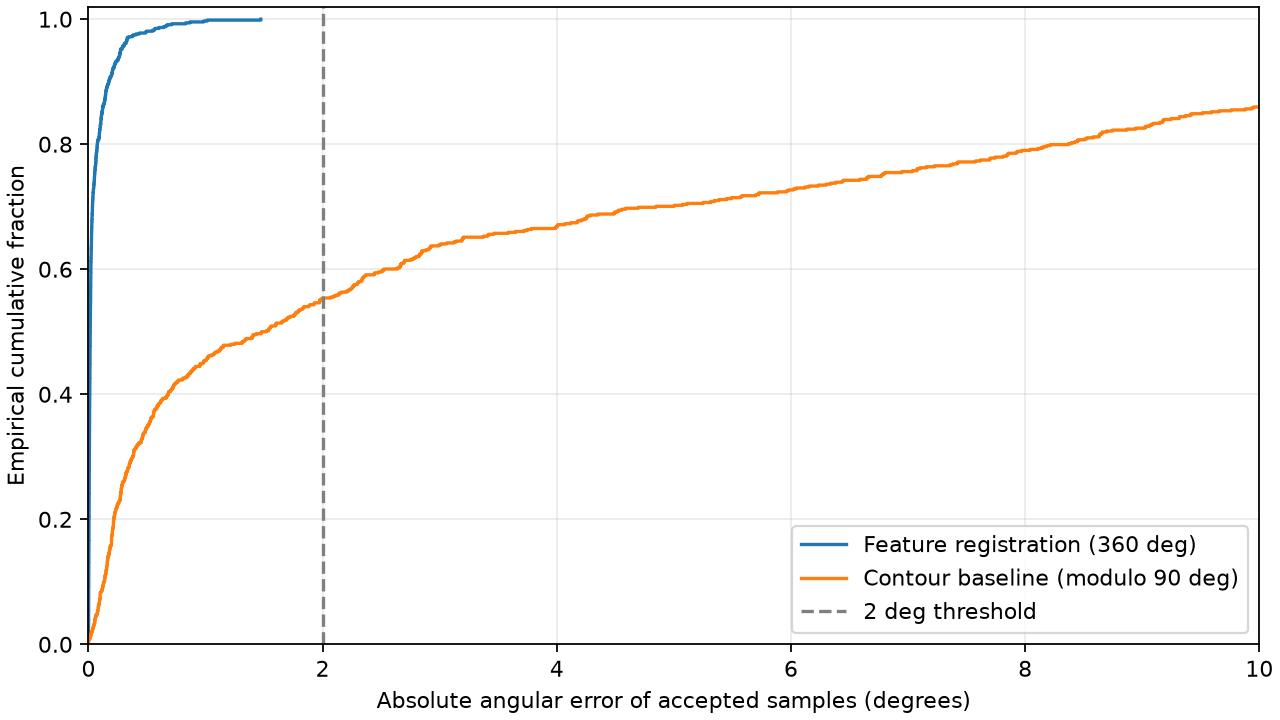 Empirical cumulative fraction
1.0
0.8
0.6
0.4
0.2
0.0
0
2
4
6
8
10
Absolute angular error of accepted samples (degrees)
Feature registration (360 deg)
Contour baseline (modulo 90 deg)
2 deg threshold